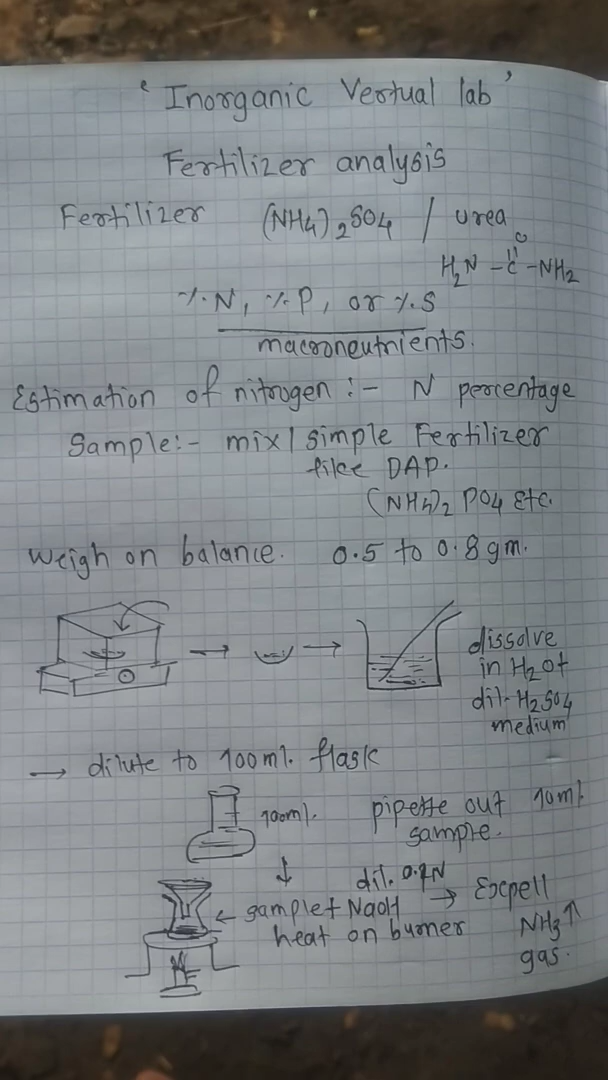 ' Inorganic Vertual lab '
Fertilizer analysis
Fertilizer (NH4)2SO4 / urea
O
H2N - C - NH2
%N, %P, or %S
macroneutrients.
Estimation of nitrogen :- N percentage
Sample:- mix/simple Fertilizer
like DAP.
(NH4)2 PO4 Etc.
Weigh on balance. 0.5 to 0.8 gm.
dissolve
in H2O+
dil. H2SO4
medium
→ dilute to 100ml. flask
100ml. pipette out 10ml
sample.
↓ dil. 0.1N
← sample+ NaOH → Expell
heat on burner NH3↑
gas.